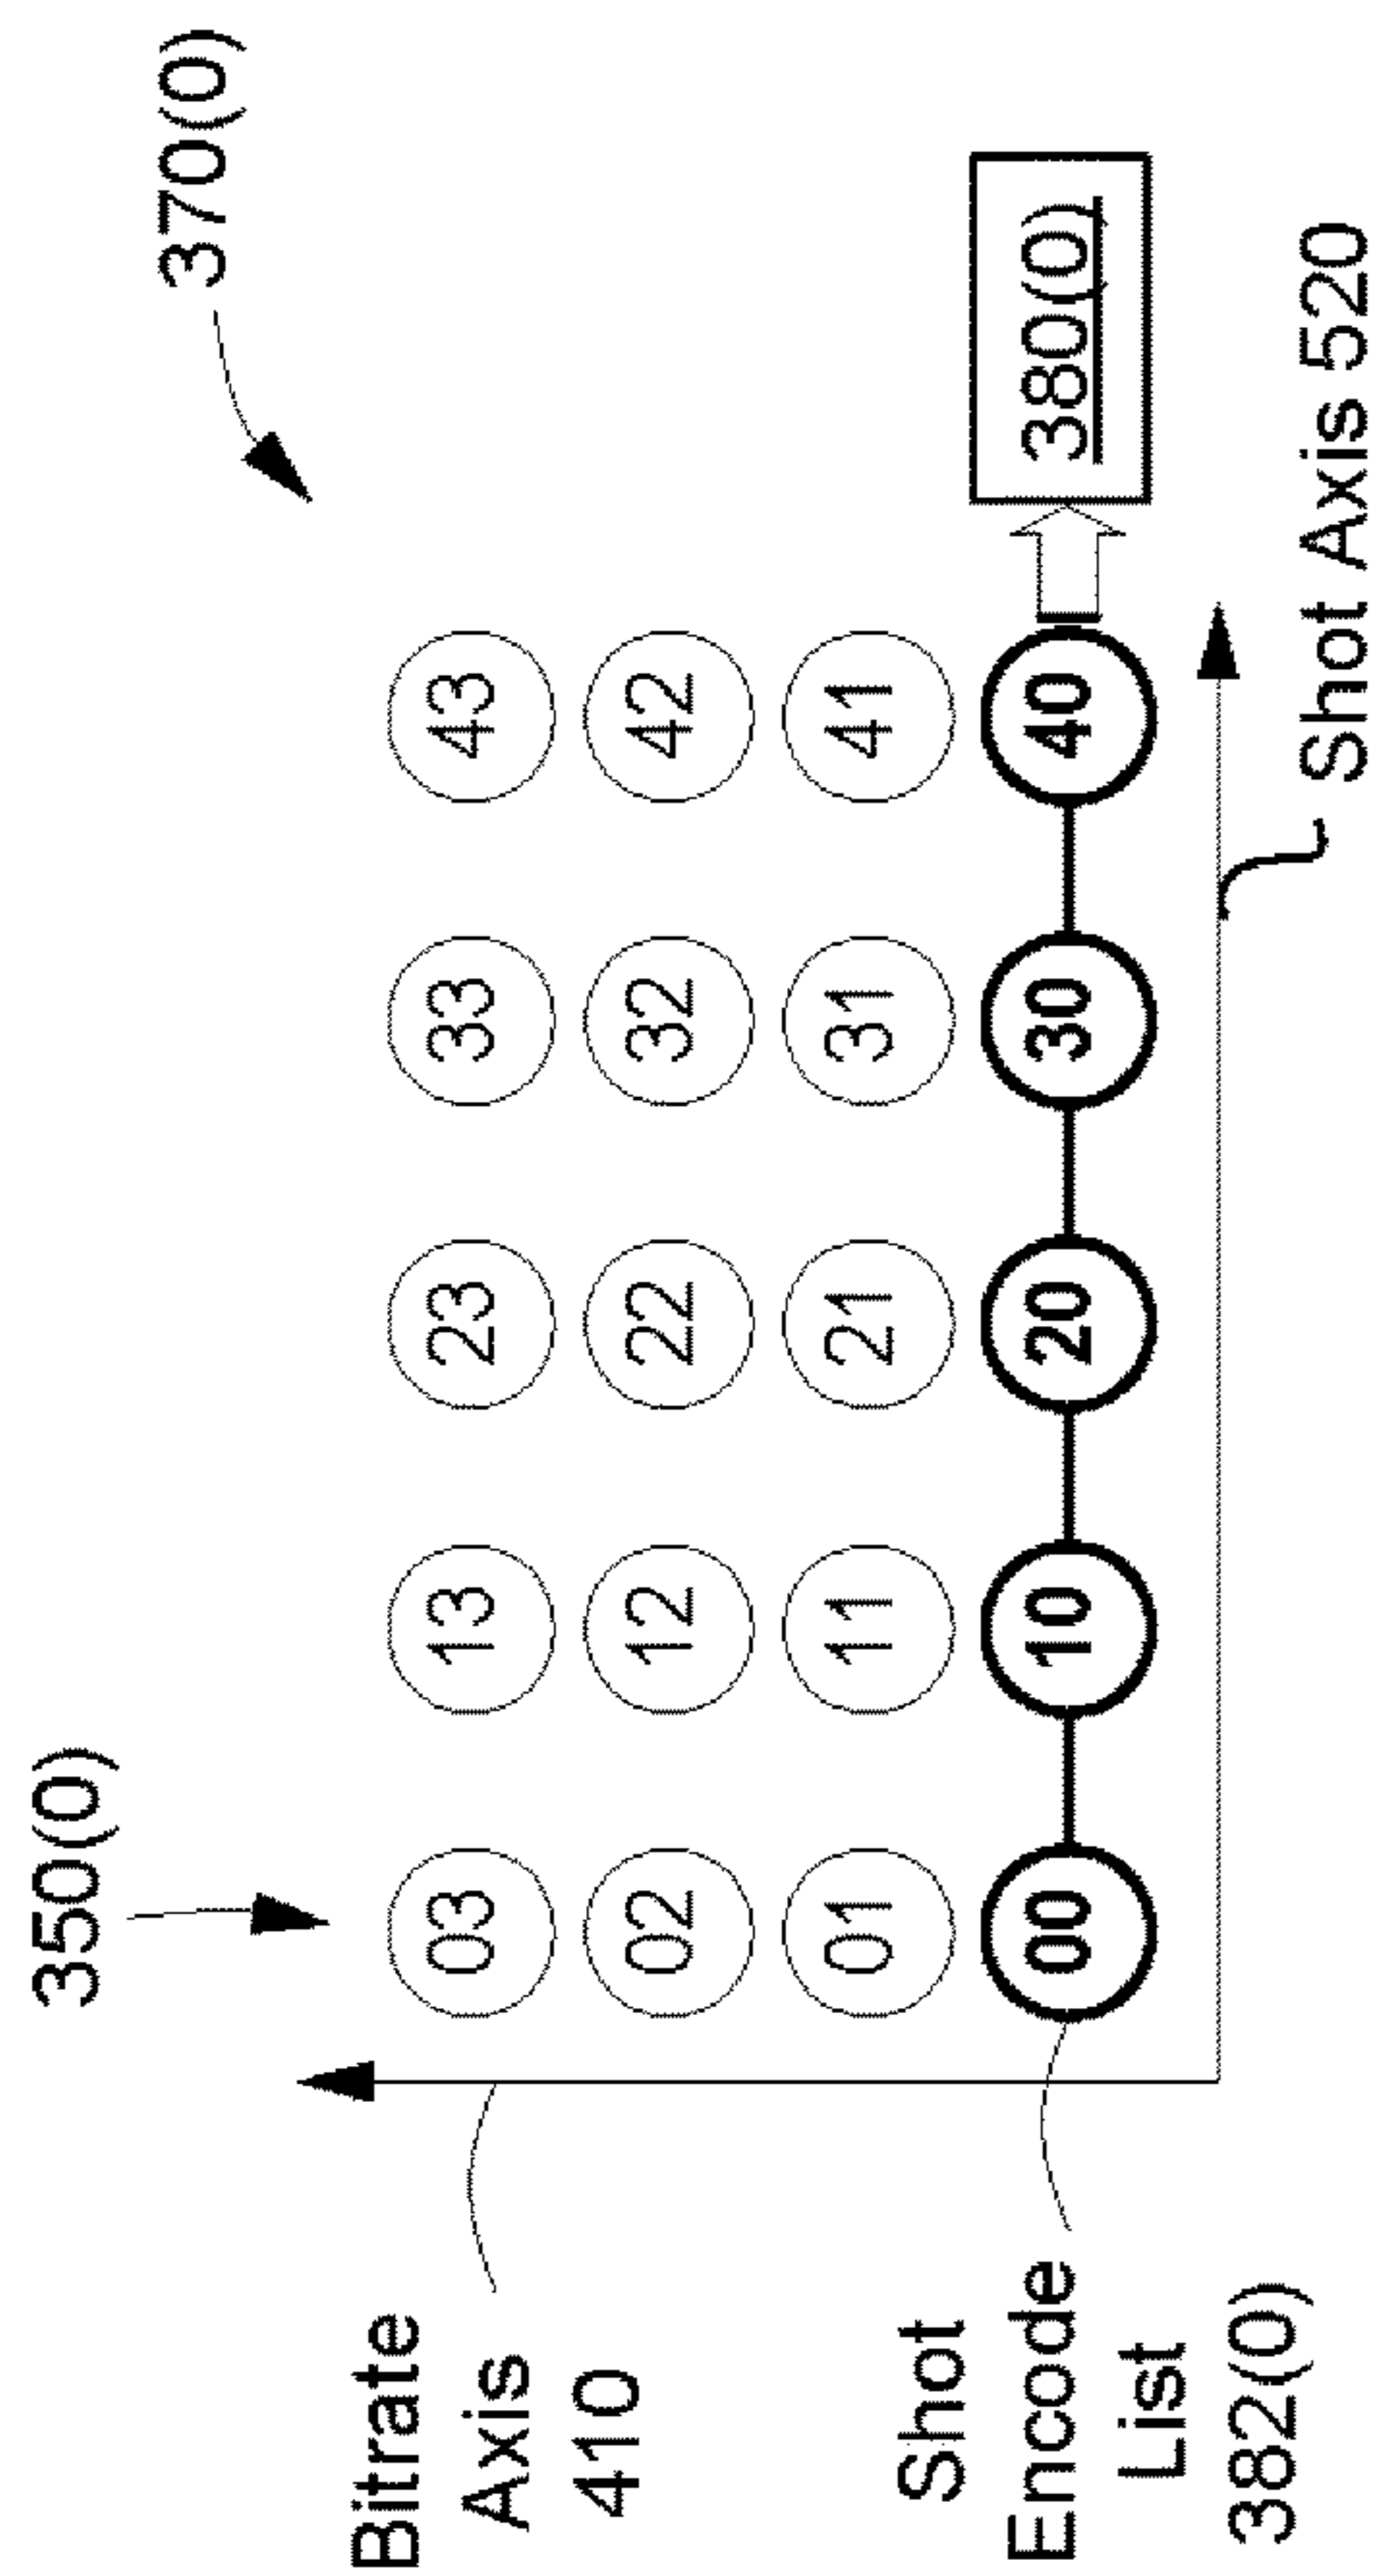 350(0)
370(0)
Bitrate
Axis
410
03 13 23 33 43
02 12 22 32 42
01 11 21 31 41
Shot
Encode
List
382(0)
00 10 20 30 40
380(0)
Shot Axis 520